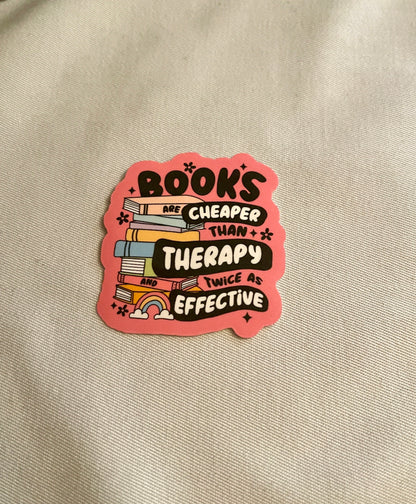 BOOKS
ARE CHEAPER
THAN
THERAPY
AND TWICE AS
EFFECTIVE